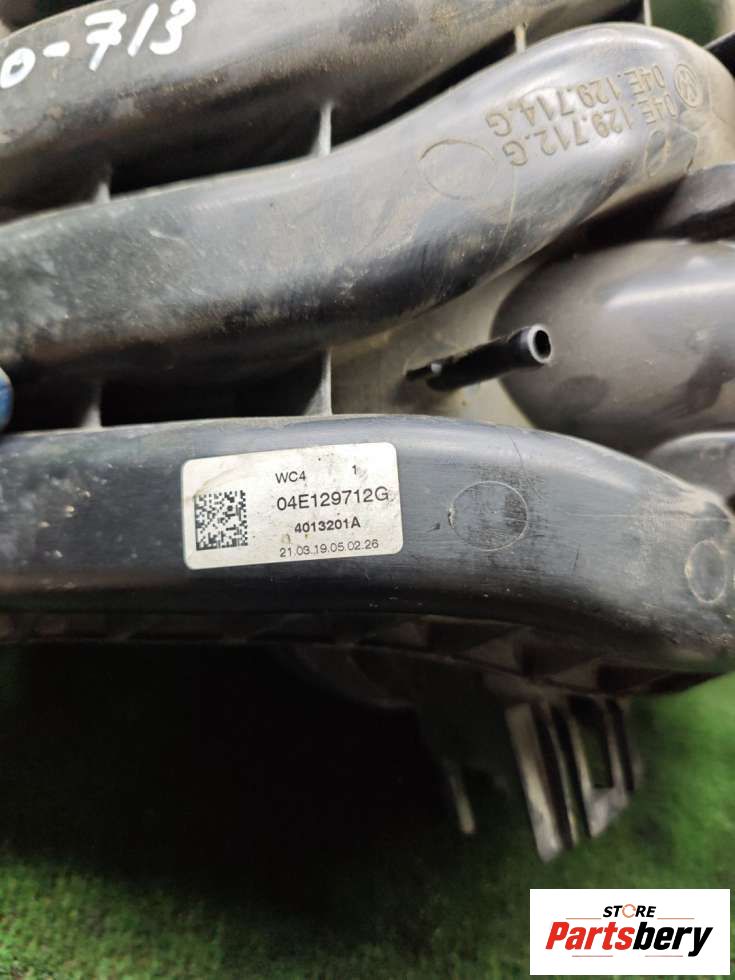 0-713
04E 129.712.G
04E 129.714.G
WC4 1
04E129712G
4013201A
21.03.19.05.02.26
STORE
Partsbery